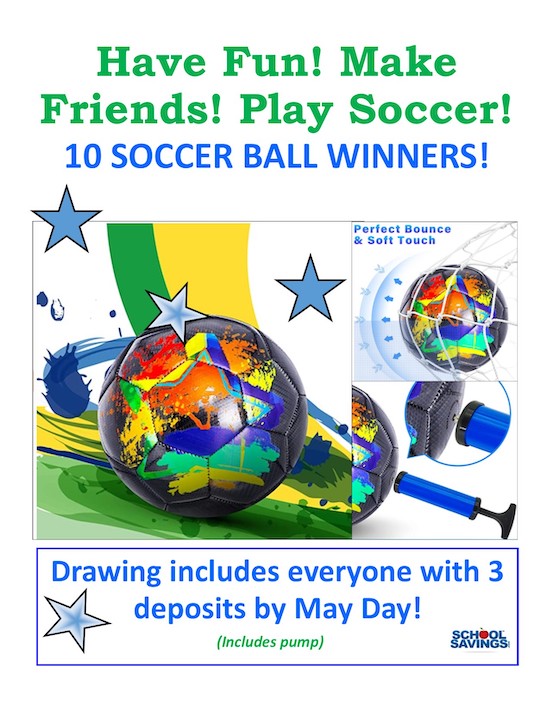 Have Fun! Make
Friends! Play Soccer!
10 SOCCER BALL WINNERS!
Perfect Bounce
& Soft Touch
Drawing includes everyone with 3
deposits by May Day!
(Includes pump)
SCHOOL
SAVINGS